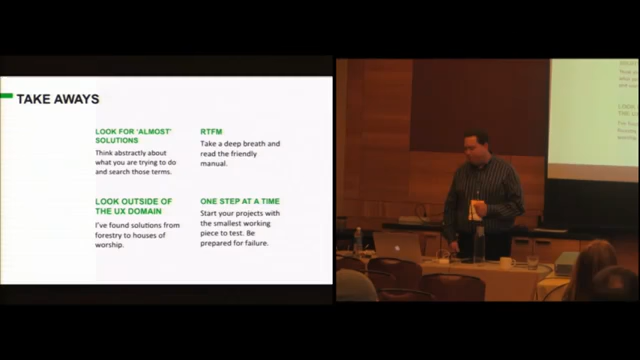 TAKE AWAYS
LOOK FOR ‘ALMOST’
SOLUTIONS
Think abstractly about
what you are trying to do
and search those terms.
RTFM
Take a deep breath and
read the friendly
manual.
LOOK OUTSIDE OF
THE UX DOMAIN
I’ve found solutions from
forestry to houses of
worship.
ONE STEP AT A TIME
Start your projects with
the smallest working
piece to test. Be
prepared for failure.